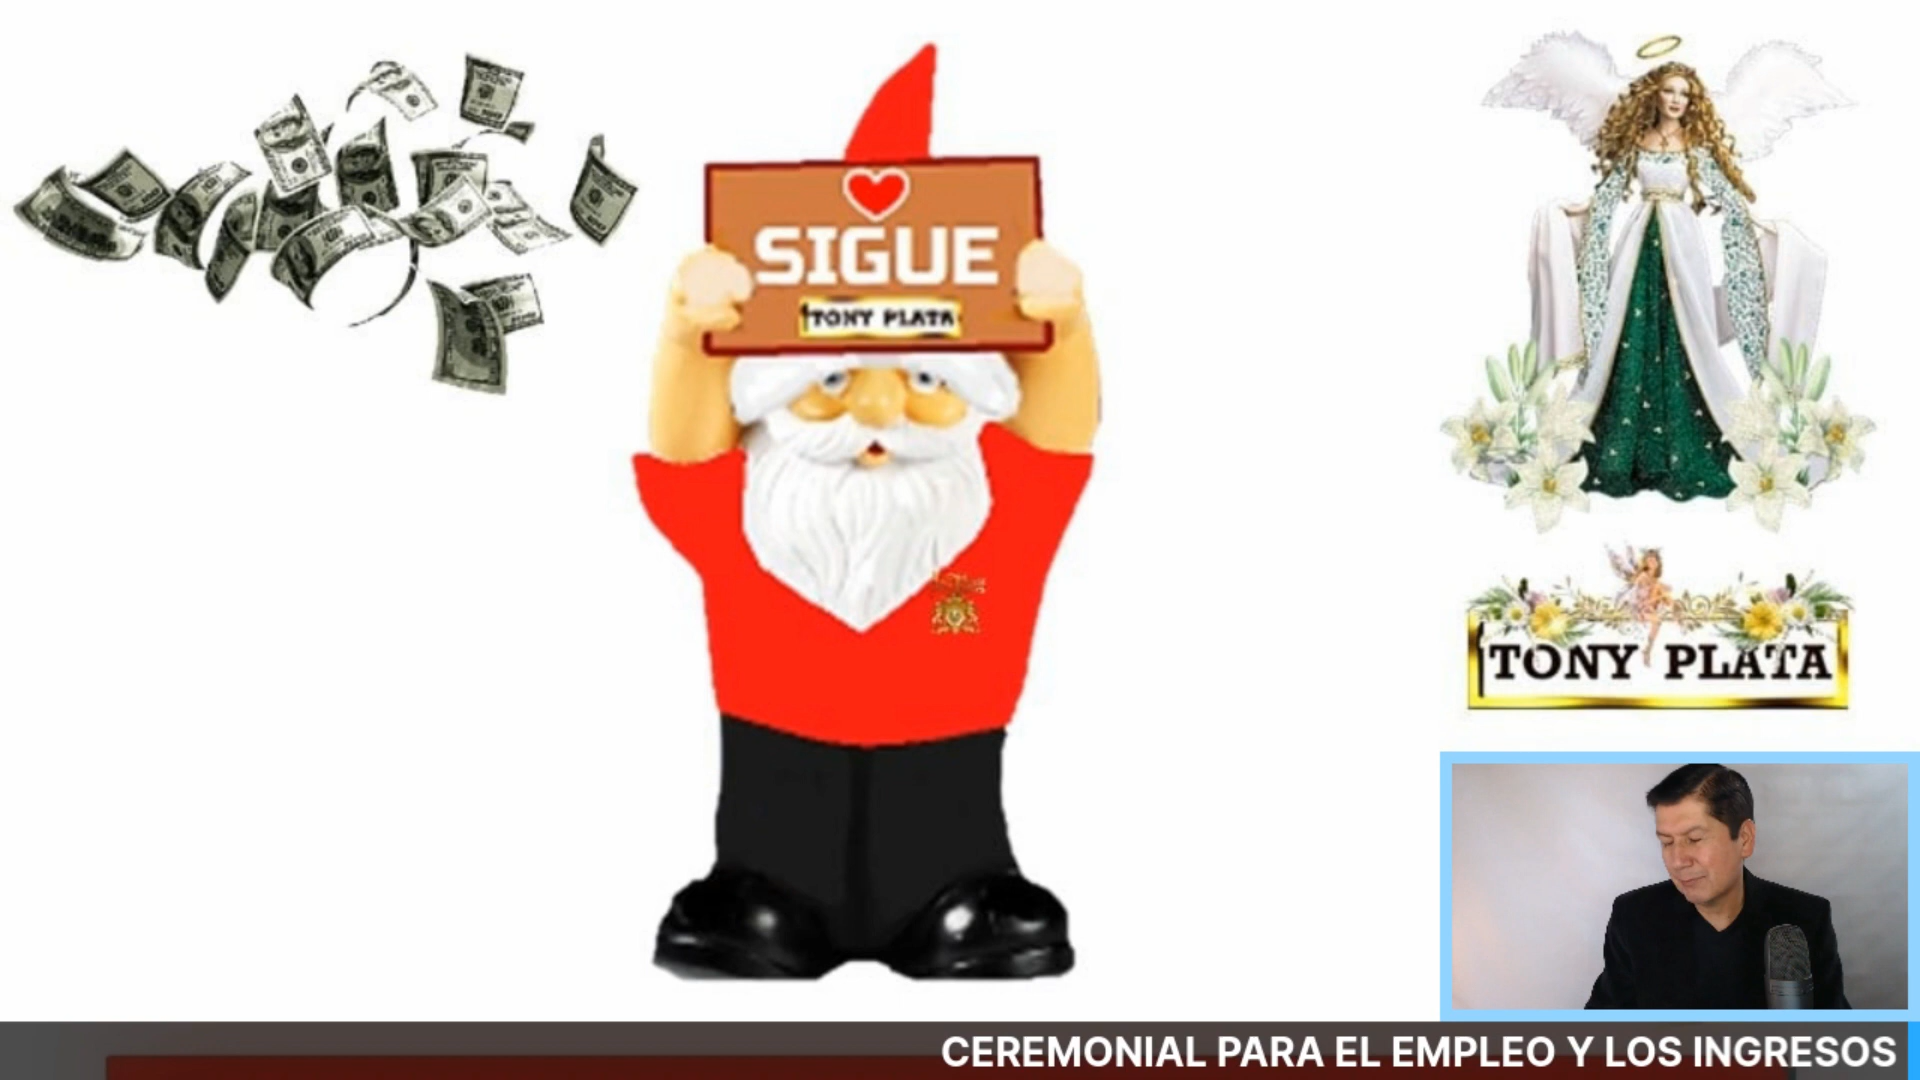 SIGUE
TONY PLATA
TONY PLATA
CEREMONIAL PARA EL EMPLEO Y LOS INGRESOS